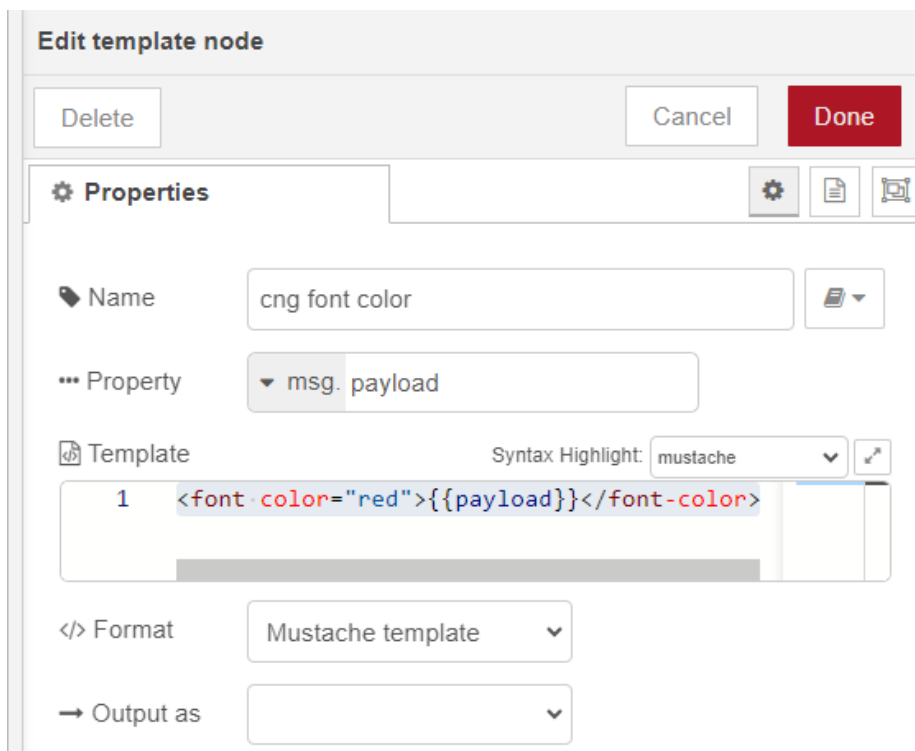 Edit template node
Delete Cancel Done
Properties
Name cng font color
Property msg. payload
Template Syntax Highlight: mustache
1 <font color="red">{{payload}}</font-color>
</> Format Mustache template
Output as